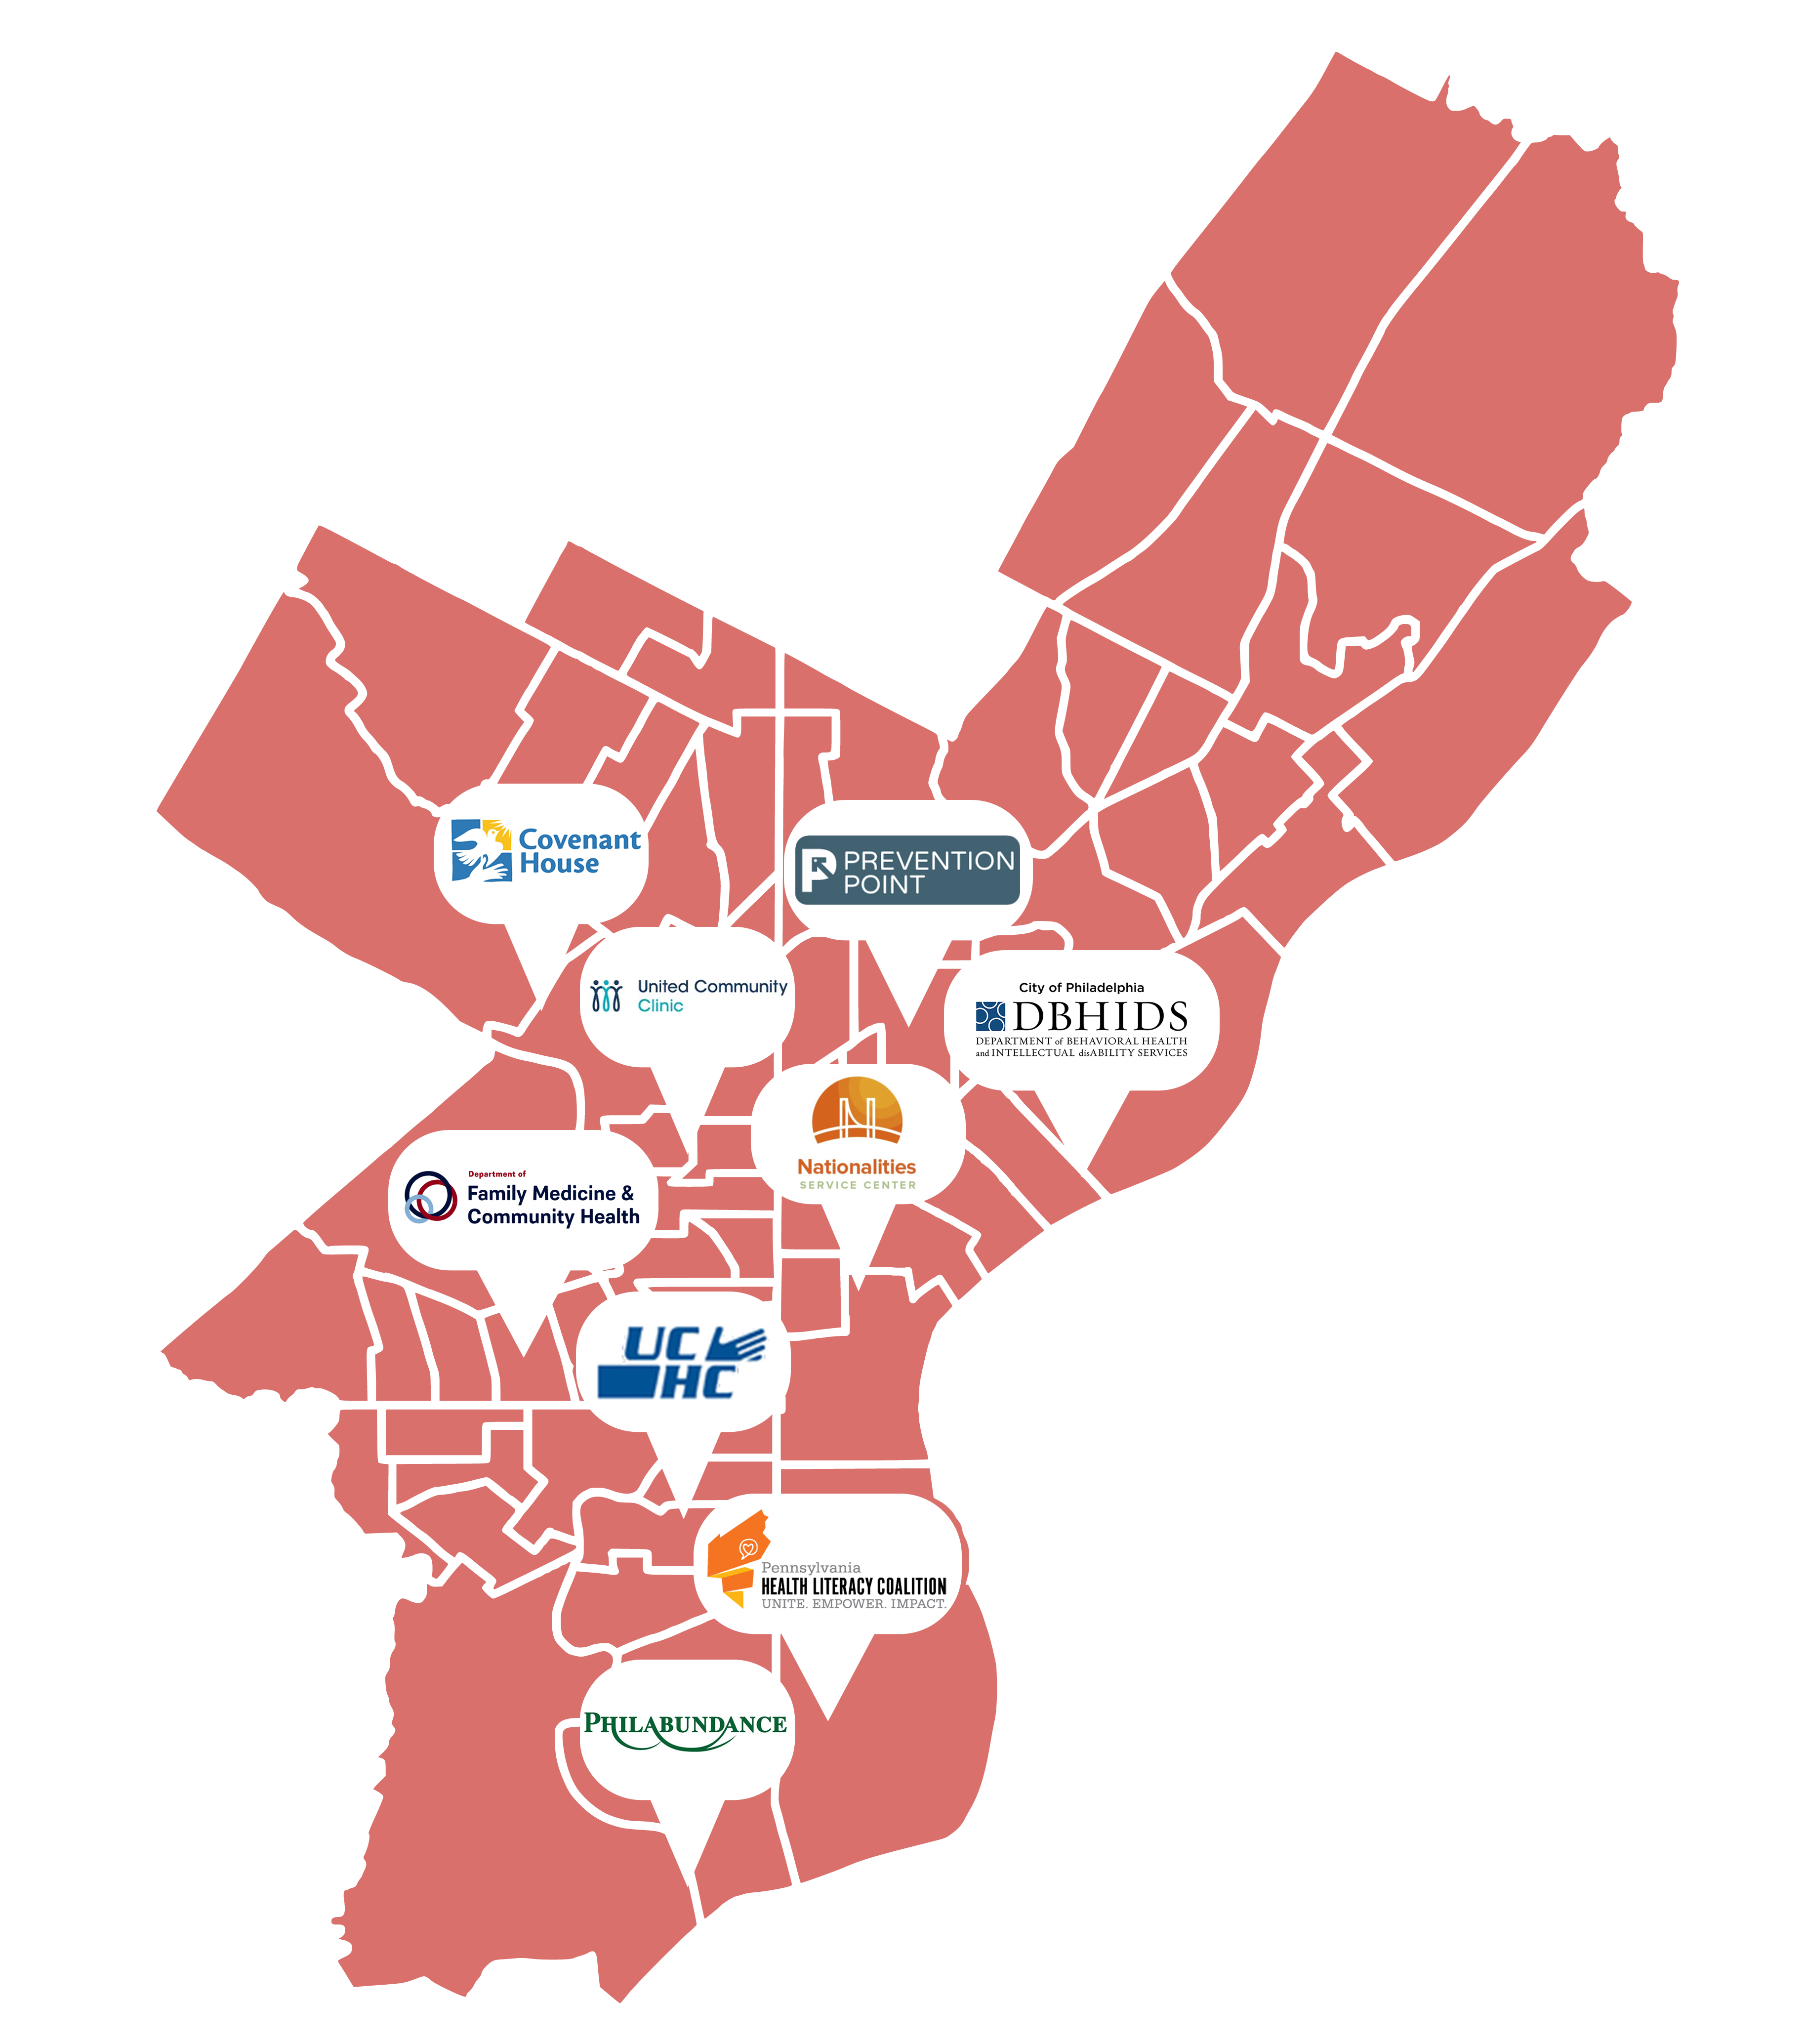 Covenant
House
PREVENTION
POINT
United Community
Clinic
City of Philadelphia
DBHIDS
DEPARTMENT of BEHAVIORAL HEALTH
and INTELLECTUAL disABILITY SERVICES
Nationalities
SERVICE CENTER
Department of
Family Medicine &
Community Health
UC
HC
Pennsylvania
HEALTH LITERACY COALITION
UNITE. EMPOWER. IMPACT.
PHILABUNDANCE